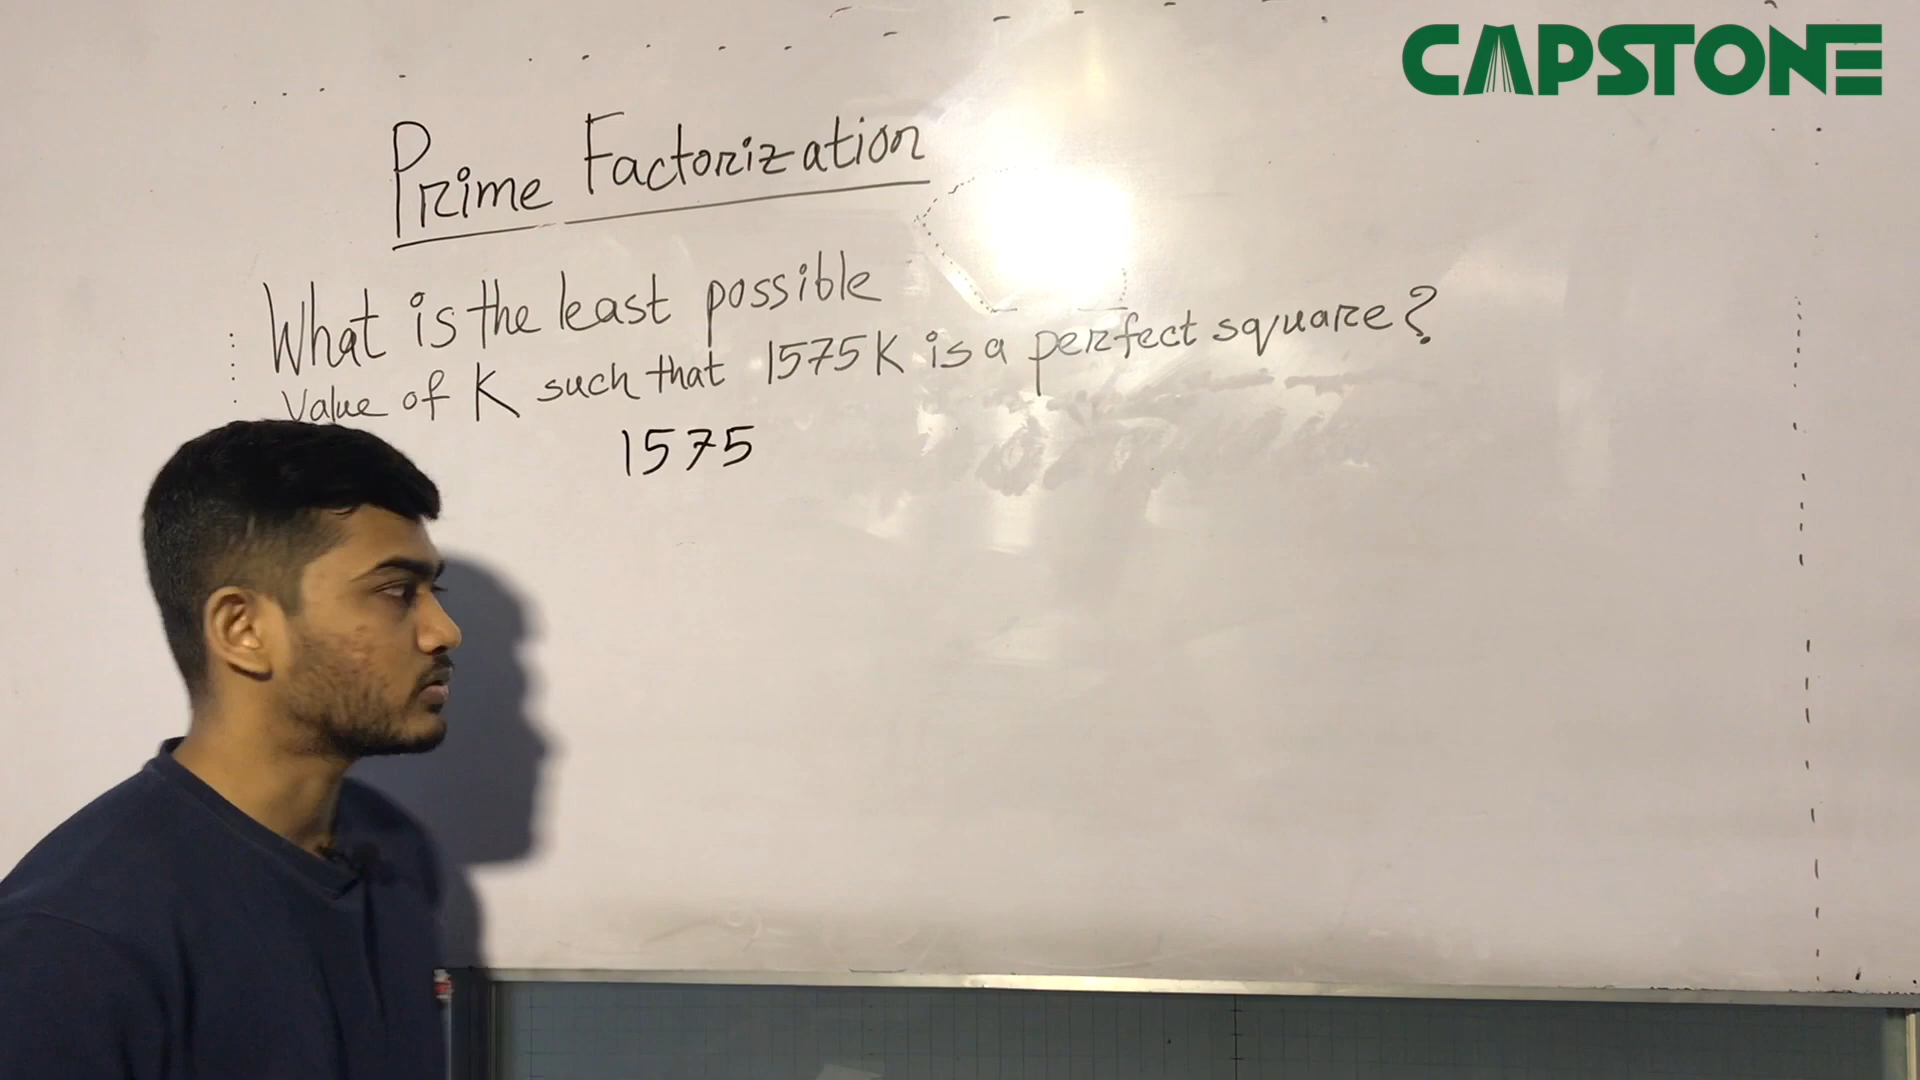 CAPSTONE
Prime Factorization
What is the least possible
Value of K such that 1575K is a perfect square?
1575